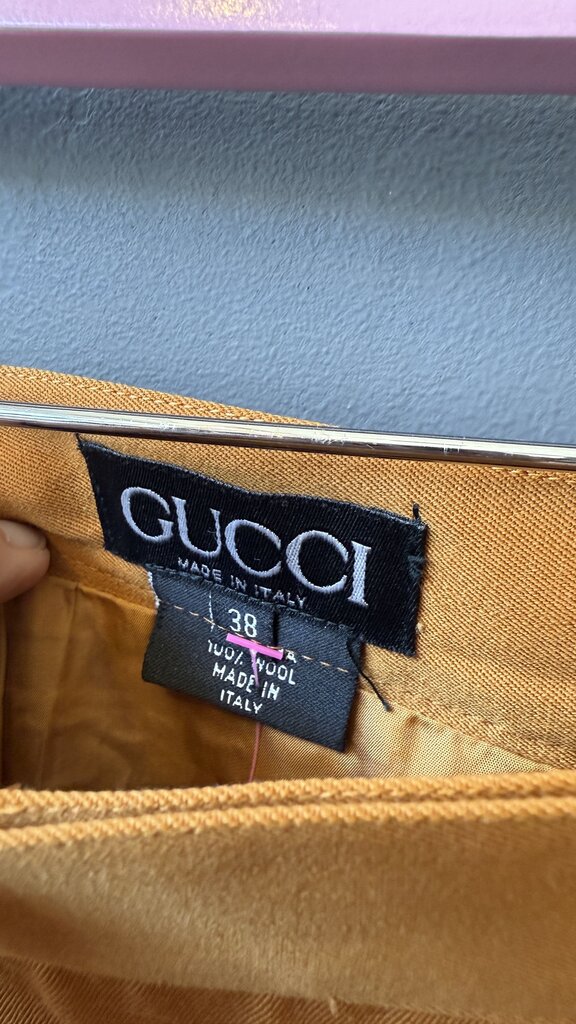 GUCCI
MADE IN ITALY
38
100% WOOL
MADE IN
ITALY